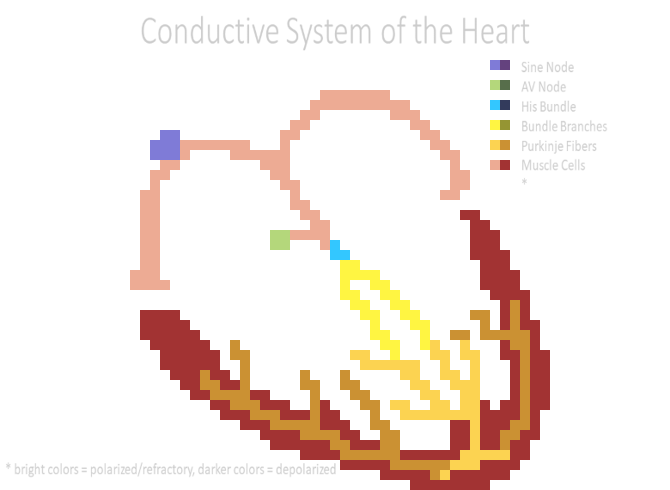 Conductive System of the Heart
Sine Node
AV Node
His Bundle
Bundle Branches
Purkinje Fibers
Muscle Cells
*
* bright colors = polarized/refractory, darker colors = depolarized